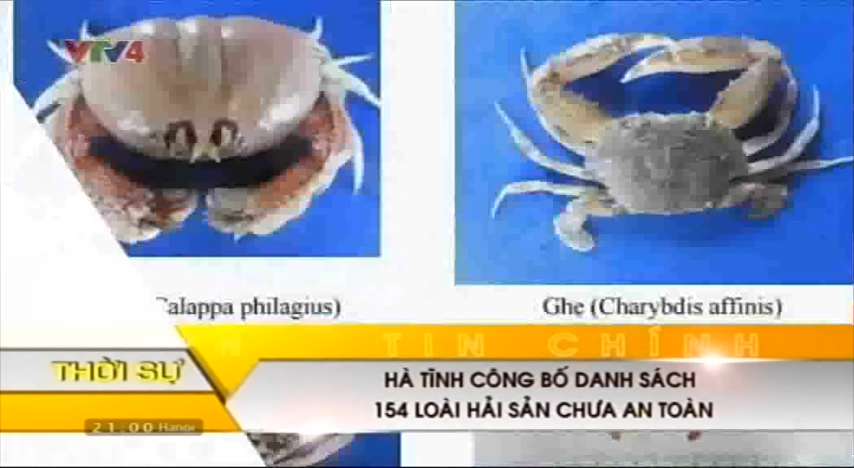 VTV4
Calappa philagius)
Ghẹ (Charybdis affinis)
TIN CHÍNH
THỜI SỰ
HÀ TĨNH CÔNG BỐ DANH SÁCH
154 LOÀI HẢI SẢN CHƯA AN TOÀN
21.00 Hanoi